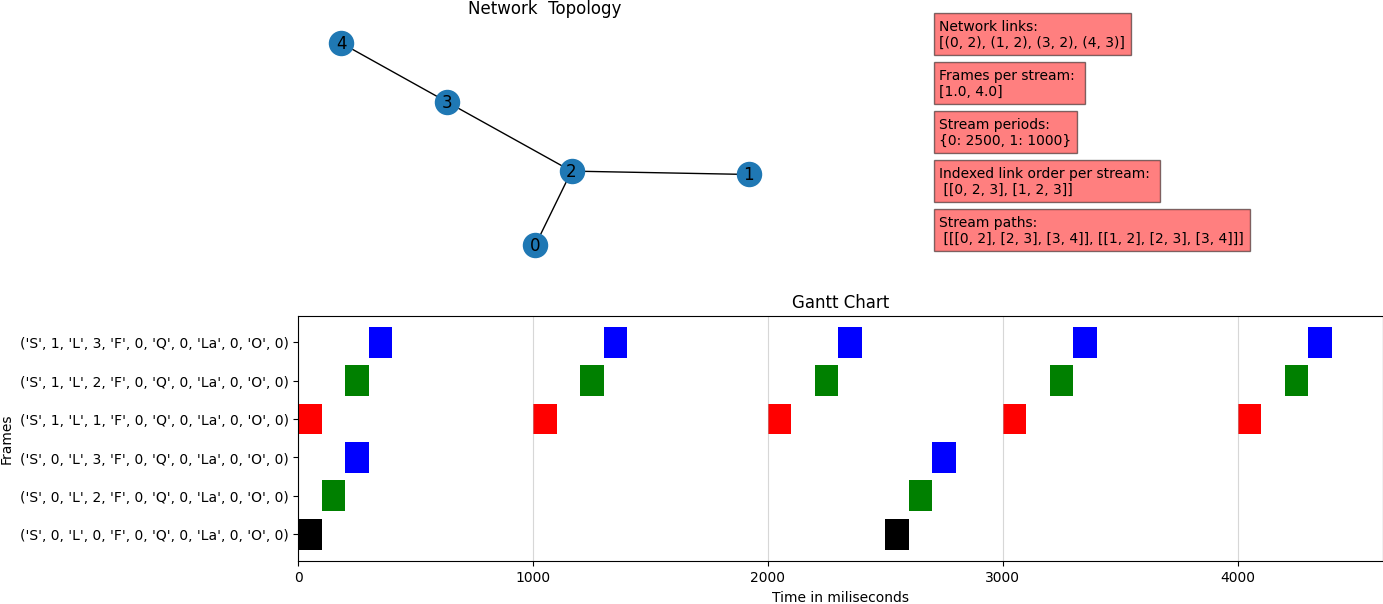 Network  Topology
4
3
2
1
0
Network links:
[(0, 2), (1, 2), (3, 2), (4, 3)]
Frames per stream:
[1.0, 4.0]
Stream periods:
{0: 2500, 1: 1000}
Indexed link order per stream:
[[0, 2, 3], [1, 2, 3]]
Stream paths:
[[[0, 2], [2, 3], [3, 4]], [[1, 2], [2, 3], [3, 4]]]
Gantt Chart
Frames
('S', 1, 'L', 3, 'F', 0, 'Q', 0, 'La', 0, 'O', 0)
('S', 1, 'L', 2, 'F', 0, 'Q', 0, 'La', 0, 'O', 0)
('S', 1, 'L', 1, 'F', 0, 'Q', 0, 'La', 0, 'O', 0)
('S', 0, 'L', 3, 'F', 0, 'Q', 0, 'La', 0, 'O', 0)
('S', 0, 'L', 2, 'F', 0, 'Q', 0, 'La', 0, 'O', 0)
('S', 0, 'L', 0, 'F', 0, 'Q', 0, 'La', 0, 'O', 0)
0 1000 2000 3000 4000
Time in miliseconds